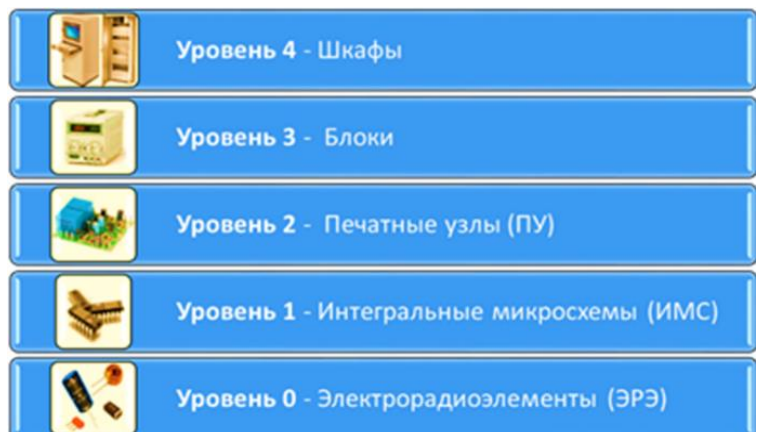 Уровень 4 - Шкафы
Уровень 3 - Блоки
Уровень 2 - Печатные узлы (ПУ)
Уровень 1 - Интегральные микросхемы (ИМС)
Уровень 0 - Электрорадиоэлементы (ЭРЭ)